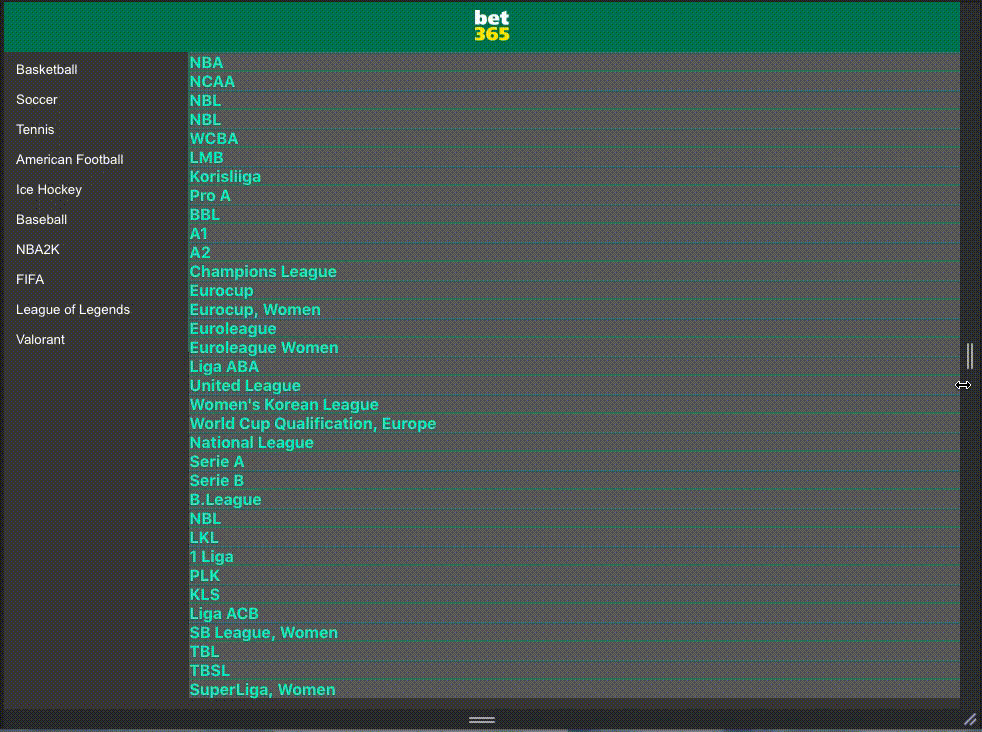 bet
365
Basketball
Soccer
Tennis
American Football
Ice Hockey
Baseball
NBA2K
FIFA
League of Legends
Valorant
NBA
NCAA
NBL
NBL
WCBA
LMB
Korisliiga
Pro A
BBL
A1
A2
Champions League
Eurocup
Eurocup, Women
Euroleague
Euroleague Women
Liga ABA
United League
Women's Korean League
World Cup Qualification, Europe
National League
Serie A
Serie B
B.League
NBL
LKL
1 Liga
PLK
KLS
Liga ACB
SB League, Women
TBL
TBSL
SuperLiga, Women